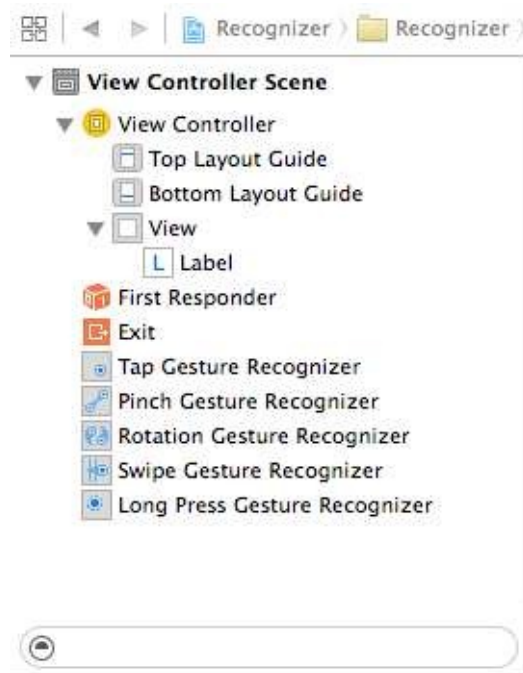 Recognizer Recognizer
View Controller Scene
View Controller
Top Layout Guide
Bottom Layout Guide
View
L Label
First Responder
Exit
Tap Gesture Recognizer
Pinch Gesture Recognizer
Rotation Gesture Recognizer
Swipe Gesture Recognizer
Long Press Gesture Recognizer